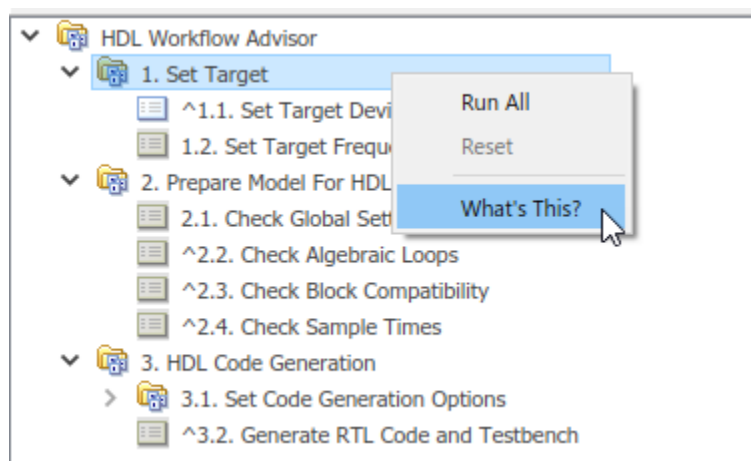 HDL Workflow Advisor
1. Set Target
^1.1. Set Target Devi
Run All
1.2. Set Target Frequ
Reset
2. Prepare Model For HDL
What's This?
2.1. Check Global Sett
^2.2. Check Algebraic Loops
^2.3. Check Block Compatibility
^2.4. Check Sample Times
3. HDL Code Generation
3.1. Set Code Generation Options
^3.2. Generate RTL Code and Testbench